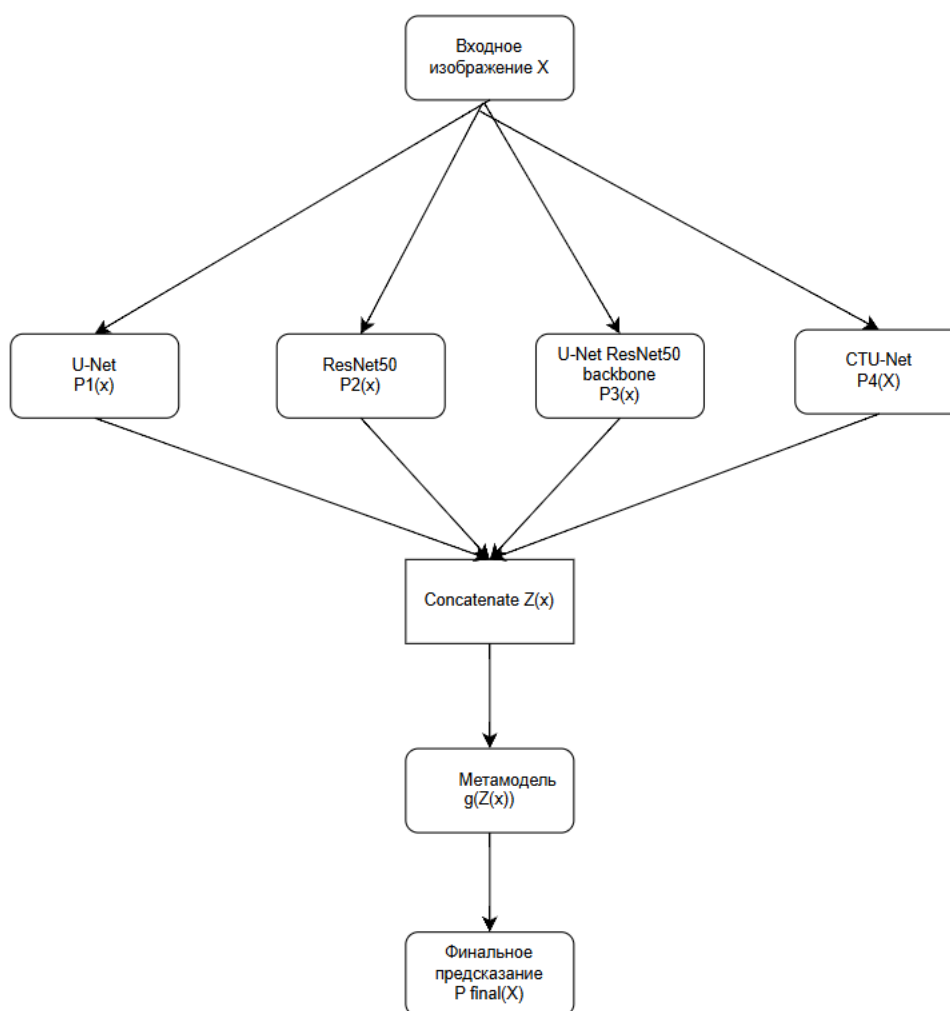 Входное
изображение X
U-Net
P1(x)
ResNet50
P2(x)
U-Net ResNet50
backbone
P3(x)
CTU-Net
P4(X)
Concatenate Z(x)
Метамодель
g(Z(x))
Финальное
предсказание
P final(X)